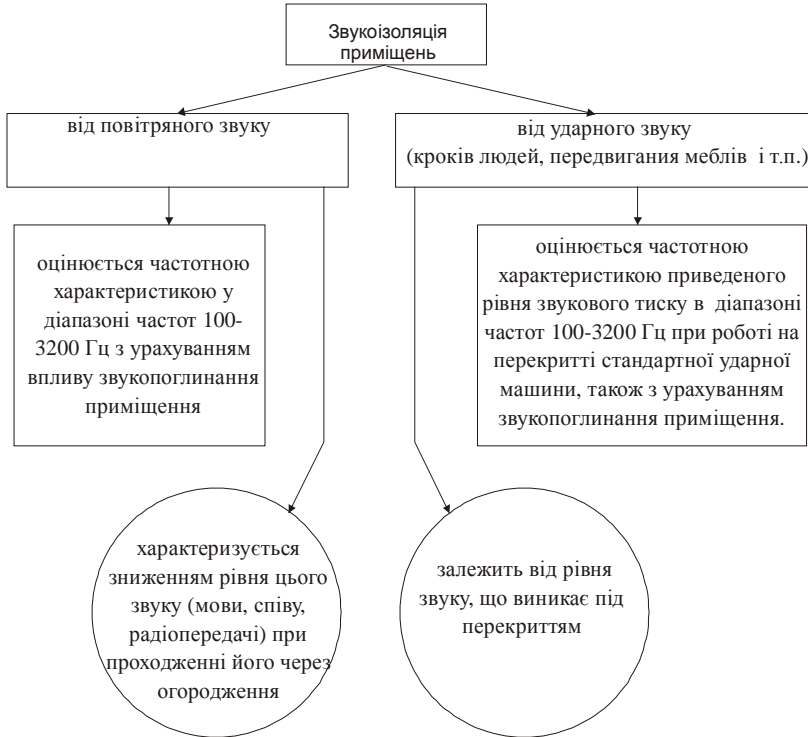 Звукоізоляція
приміщень
від повітряного звуку
від ударного звуку
(кроків людей, передвигания меблів і т.п.)
оцінюється частотною
характеристикою у
діапазоні частот 100-
3200 Гц з урахуванням
впливу звукопоглинання
приміщення
оцінюється частотною
характеристикою приведеного
рівня звукового тиску в діапазоні
частот 100-3200 Гц при роботі на
перекритті стандартної ударної
машини, також з урахуванням
звукопоглинання приміщення.
характеризується
зниженням рівня цього
звуку (мови, співу,
радіопередачі) при
проходженні його через
огородження
залежить від рівня
звуку, що виникає під
перекриттям